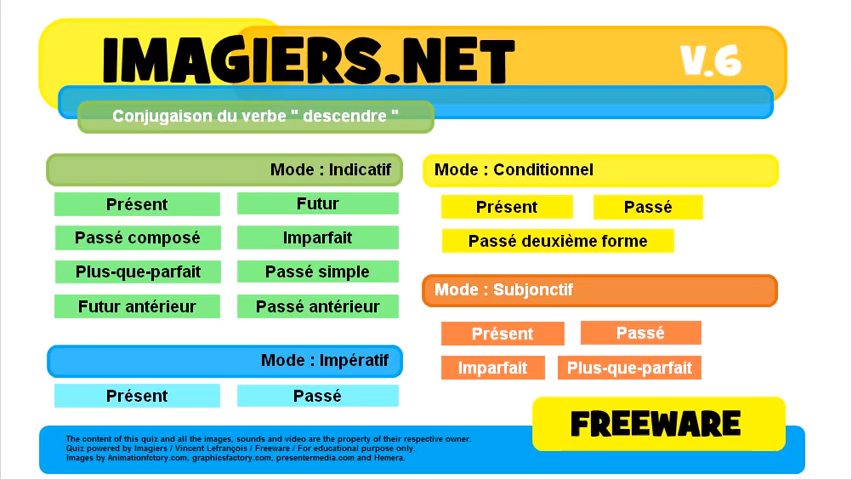 IMAGIERS.NET
V.6
Conjugaison du verbe " descendre "
Mode : Indicatif
Présent
Futur
Passé composé
Imparfait
Plus-que-parfait
Passé simple
Futur antérieur
Passé antérieur
Mode : Impératif
Présent
Passé
Mode : Conditionnel
Présent
Passé
Passé deuxième forme
Mode : Subjonctif
Présent
Passé
Imparfait
Plus-que-parfait
FREEWARE
The content of this quiz and all the images, sounds and video are the property of their respective owner.
Quiz powered by Imagiers / Vincent Lefrançois / Freeware / For educational purpose only.
Images by Animationfctory.com, graphicsfactory.com, presentermedia.com and Hemera.